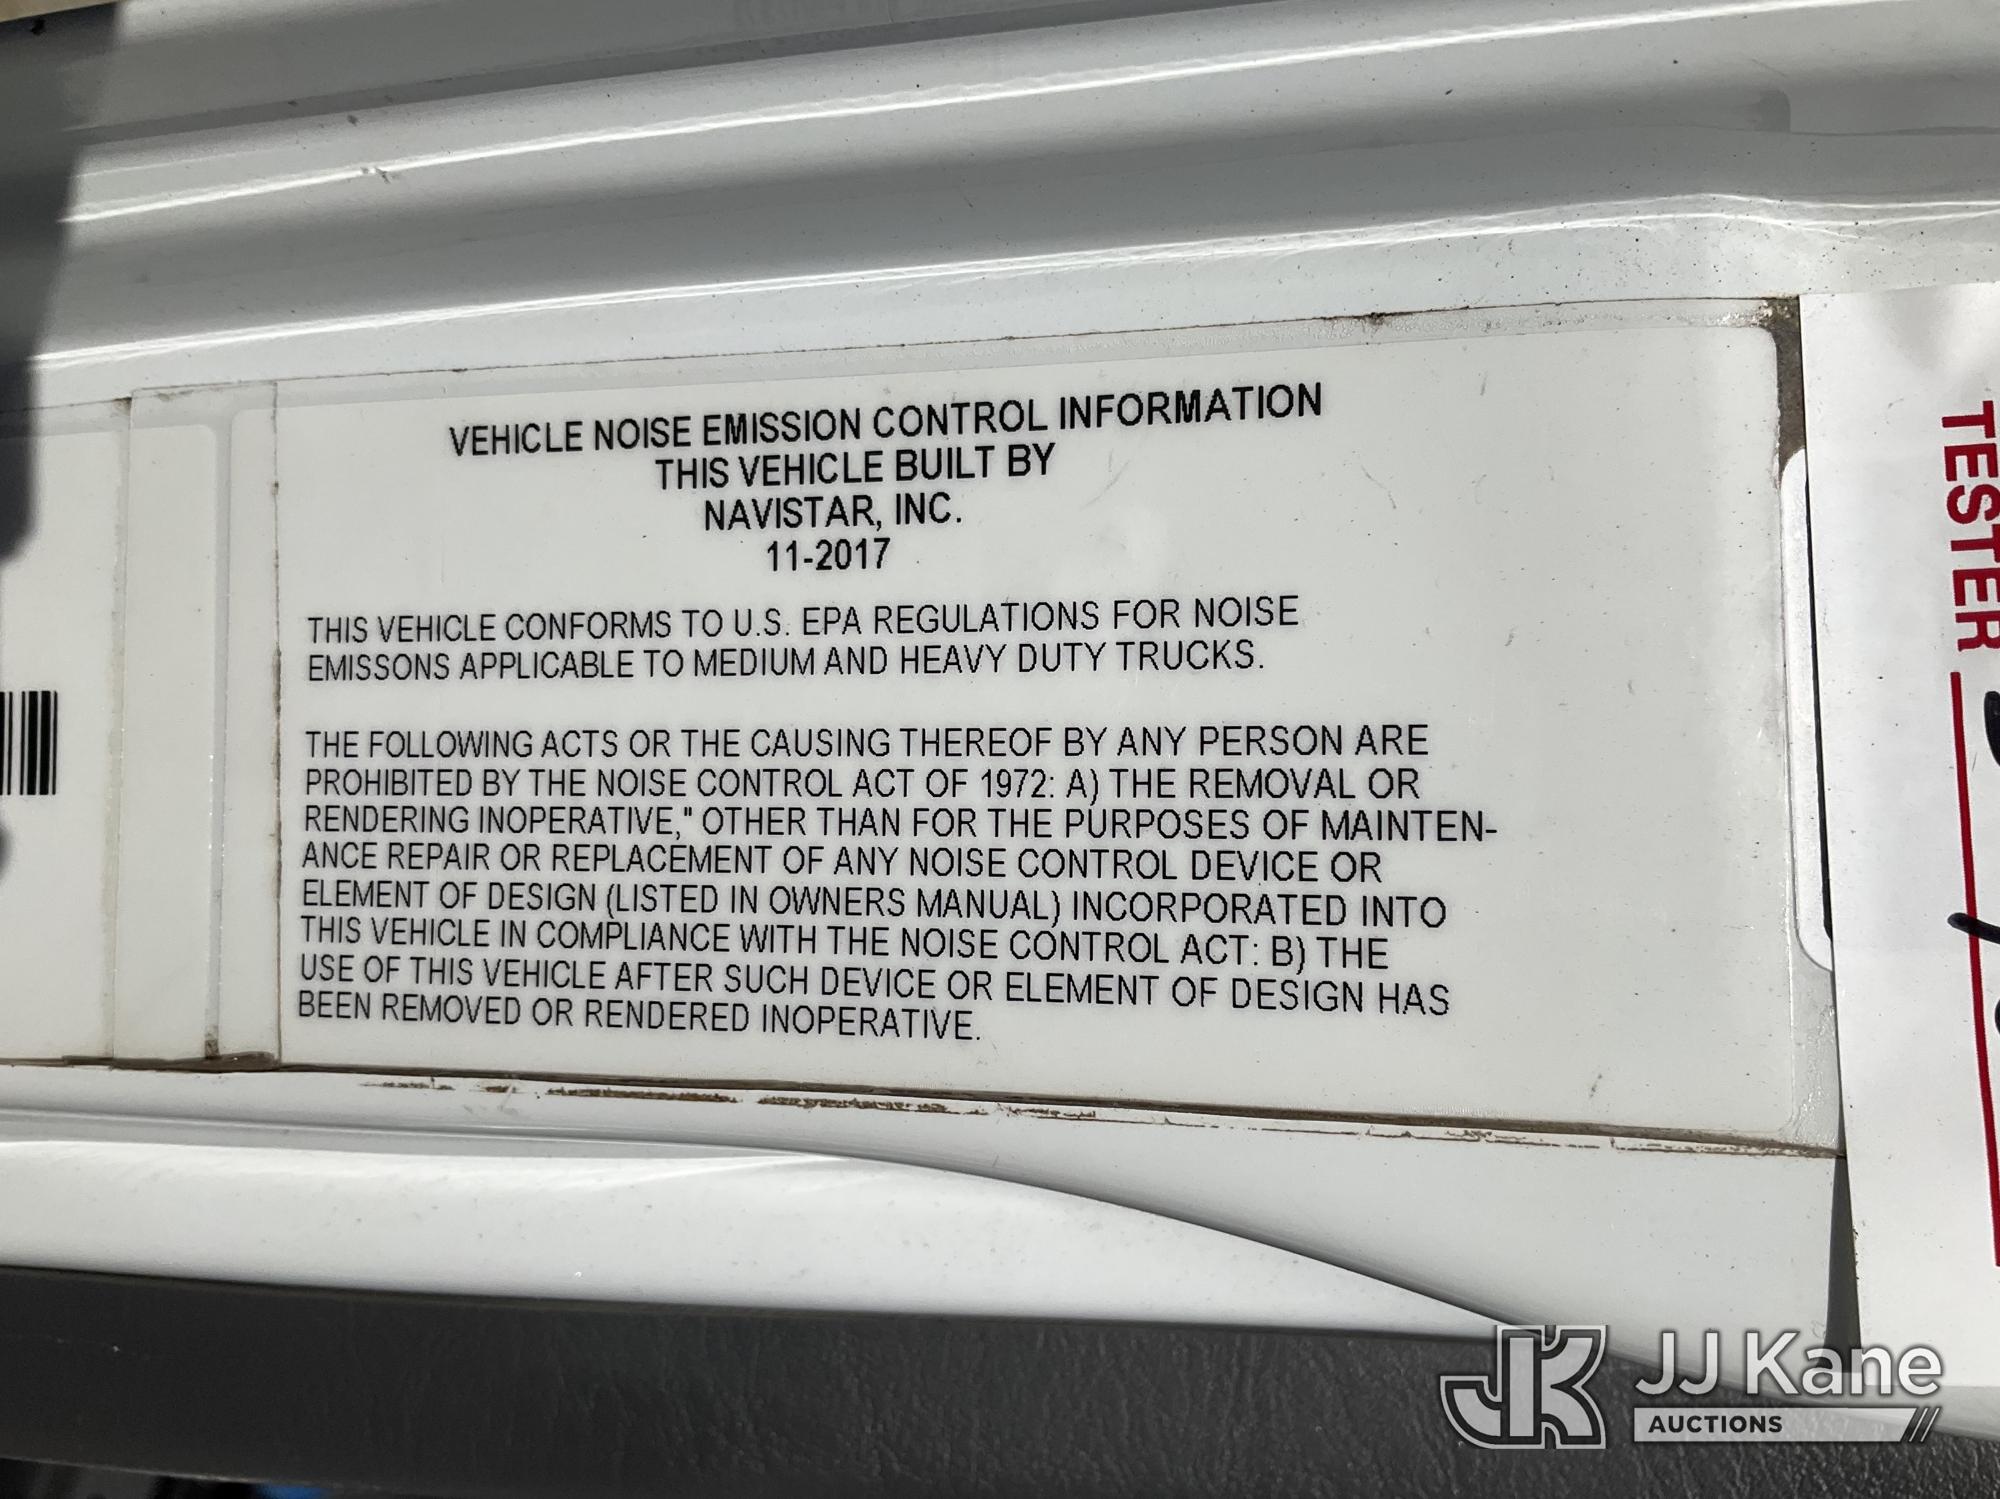 VEHICLE NOISE EMISSION CONTROL INFORMATION
THIS VEHICLE BUILT BY
NAVISTAR, INC.
11-2017
THIS VEHICLE CONFORMS TO U.S. EPA REGULATIONS FOR NOISE
EMISSONS APPLICABLE TO MEDIUM AND HEAVY DUTY TRUCKS.
THE FOLLOWING ACTS OR THE CAUSING THEREOF BY ANY PERSON ARE
PROHIBITED BY THE NOISE CONTROL ACT OF 1972: A) THE REMOVAL OR
RENDERING INOPERATIVE," OTHER THAN FOR THE PURPOSES OF MAINTEN-
ANCE REPAIR OR REPLACEMENT OF ANY NOISE CONTROL DEVICE OR
ELEMENT OF DESIGN (LISTED IN OWNERS MANUAL) INCORPORATED INTO
THIS VEHICLE IN COMPLIANCE WITH THE NOISE CONTROL ACT: B) THE
USE OF THIS VEHICLE AFTER SUCH DEVICE OR ELEMENT OF DESIGN HAS
BEEN REMOVED OR RENDERED INOPERATIVE.
TESTER
JK JJ Kane
AUCTIONS